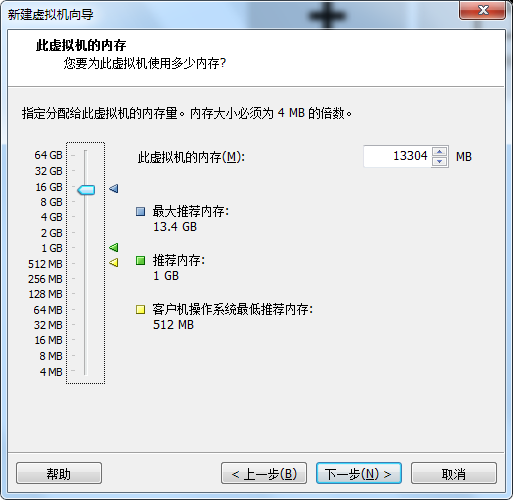 新建虚拟机向导
此虚拟机的内存
您要为此虚拟机使用多少内存?
指定分配给此虚拟机的内存量。内存大小必须为 4 MB 的倍数。
64 GB
32 GB
16 GB
8 GB
4 GB
2 GB
1 GB
512 MB
256 MB
128 MB
64 MB
32 MB
16 MB
8 MB
4 MB
此虚拟机的内存(M): 13304 MB
最大推荐内存:
13.4 GB
推荐内存:
1 GB
客户机操作系统最低推荐内存:
512 MB
帮助 < 上一步(B) 下一步(N) > 取消